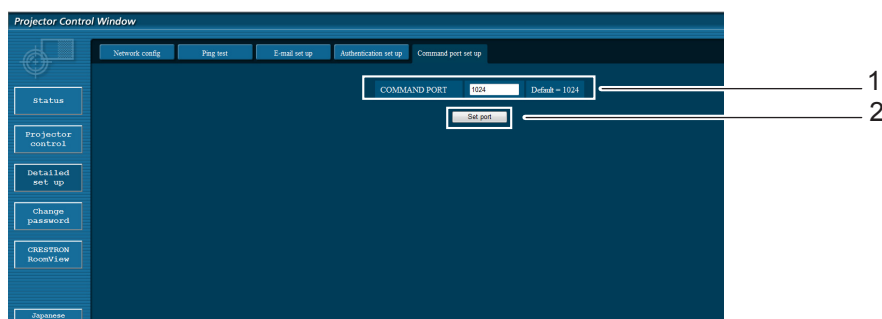 Projector Control Window
Network config
Ping test
E-mail set up
Authentication set up
Command port set up
COMMAND PORT 1024 Default = 1024
1
Set port
2
Status
Projector
control
Detailed
set up
Change
password
CRESTRON
RoomView
Japanese